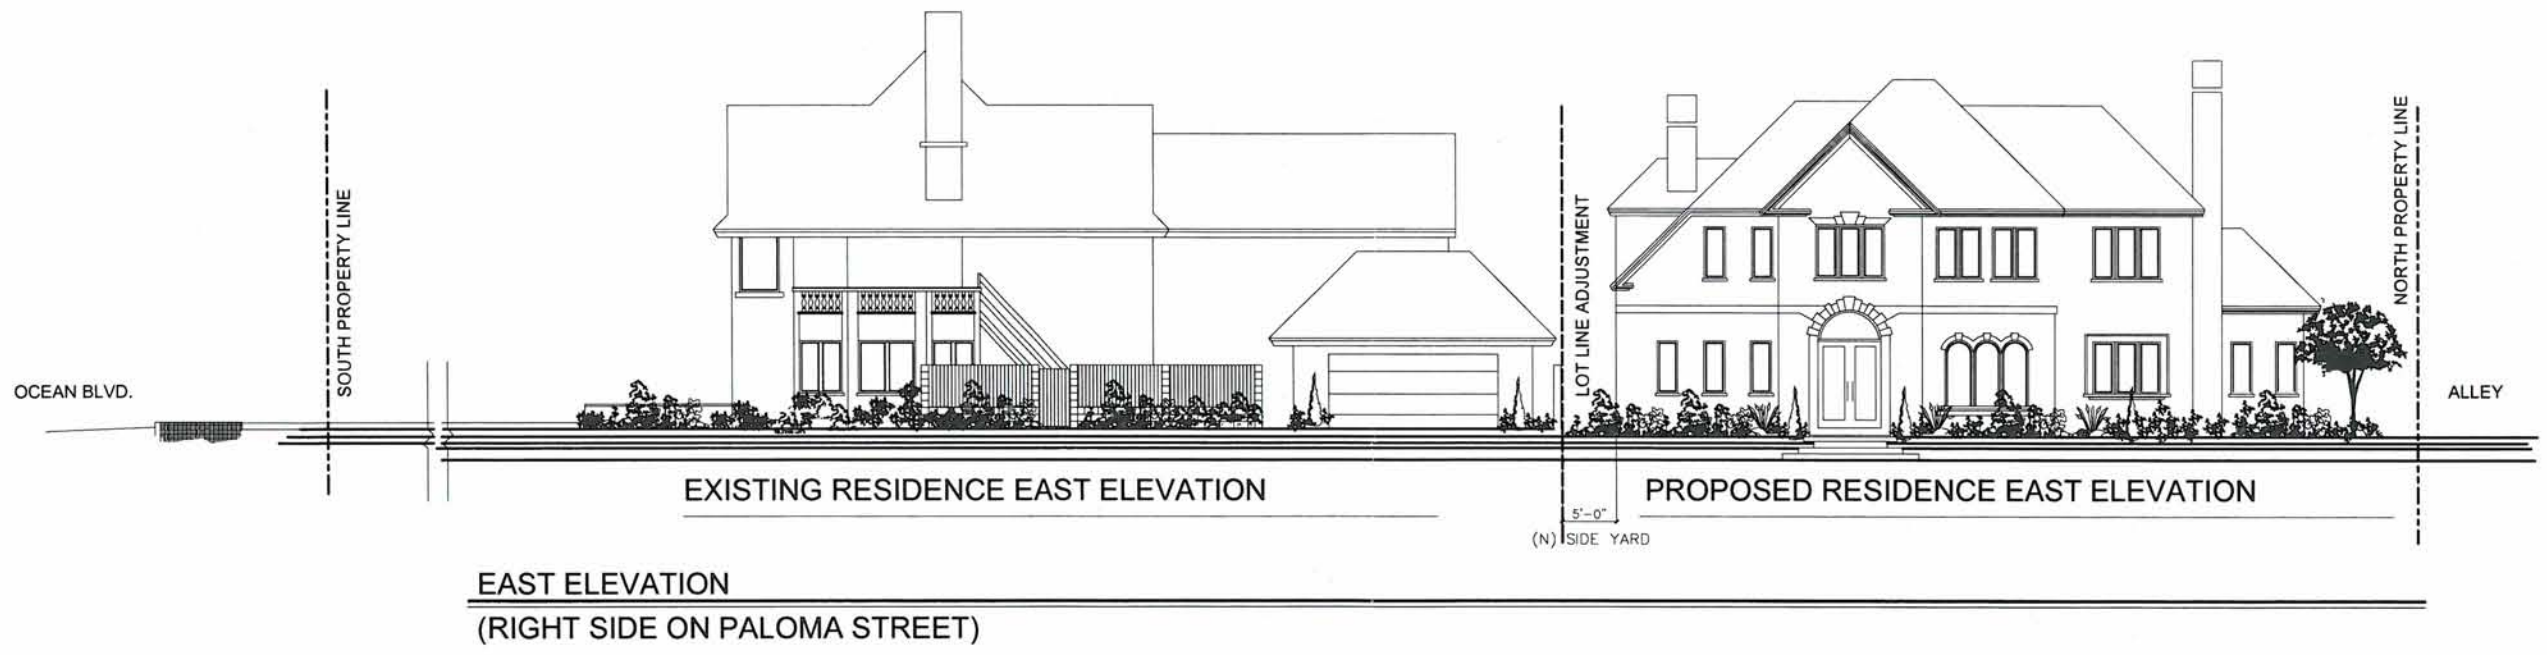 OCEAN BLVD.
SOUTH PROPERTY LINE
LOT LINE ADJUSTMENT
NORTH PROPERTY LINE
ALLEY
EXISTING RESIDENCE EAST ELEVATION
PROPOSED RESIDENCE EAST ELEVATION
5'-0"
(N) SIDE YARD
EAST ELEVATION
(RIGHT SIDE ON PALOMA STREET)